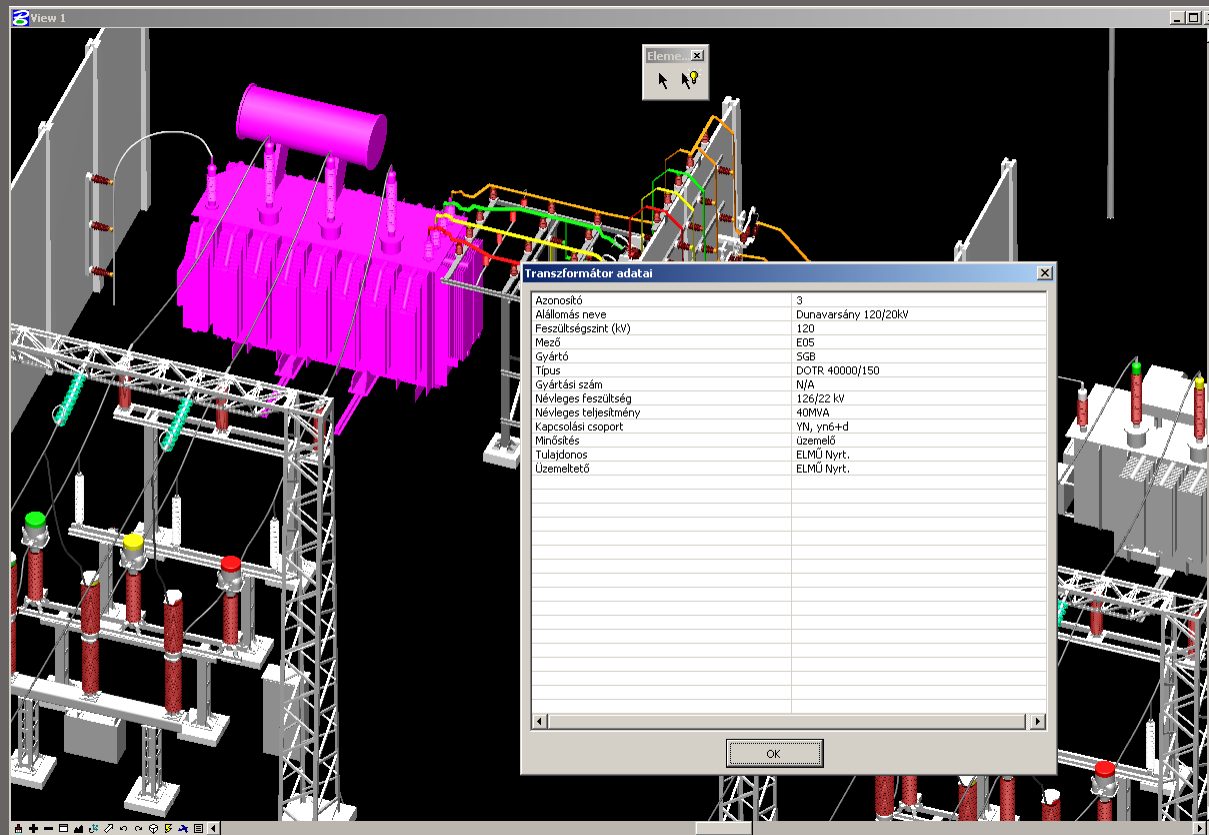 View 1
Eleme...
Transzformátor adatai
Azonosító 3
Alállomás neve Dunavarsány 120/20kV
Feszültségszint (kV) 120
Mező E05
Gyártó SGB
Típus DOTR 40000/150
Gyártási szám N/A
Névleges feszültség 126/22 kV
Névleges teljesítmény 40MVA
Kapcsolási csoport YN, yn6+d
Minősítés üzemelő
Tulajdonos ELMŰ Nyrt.
Üzemeltető ELMŰ Nyrt.
OK